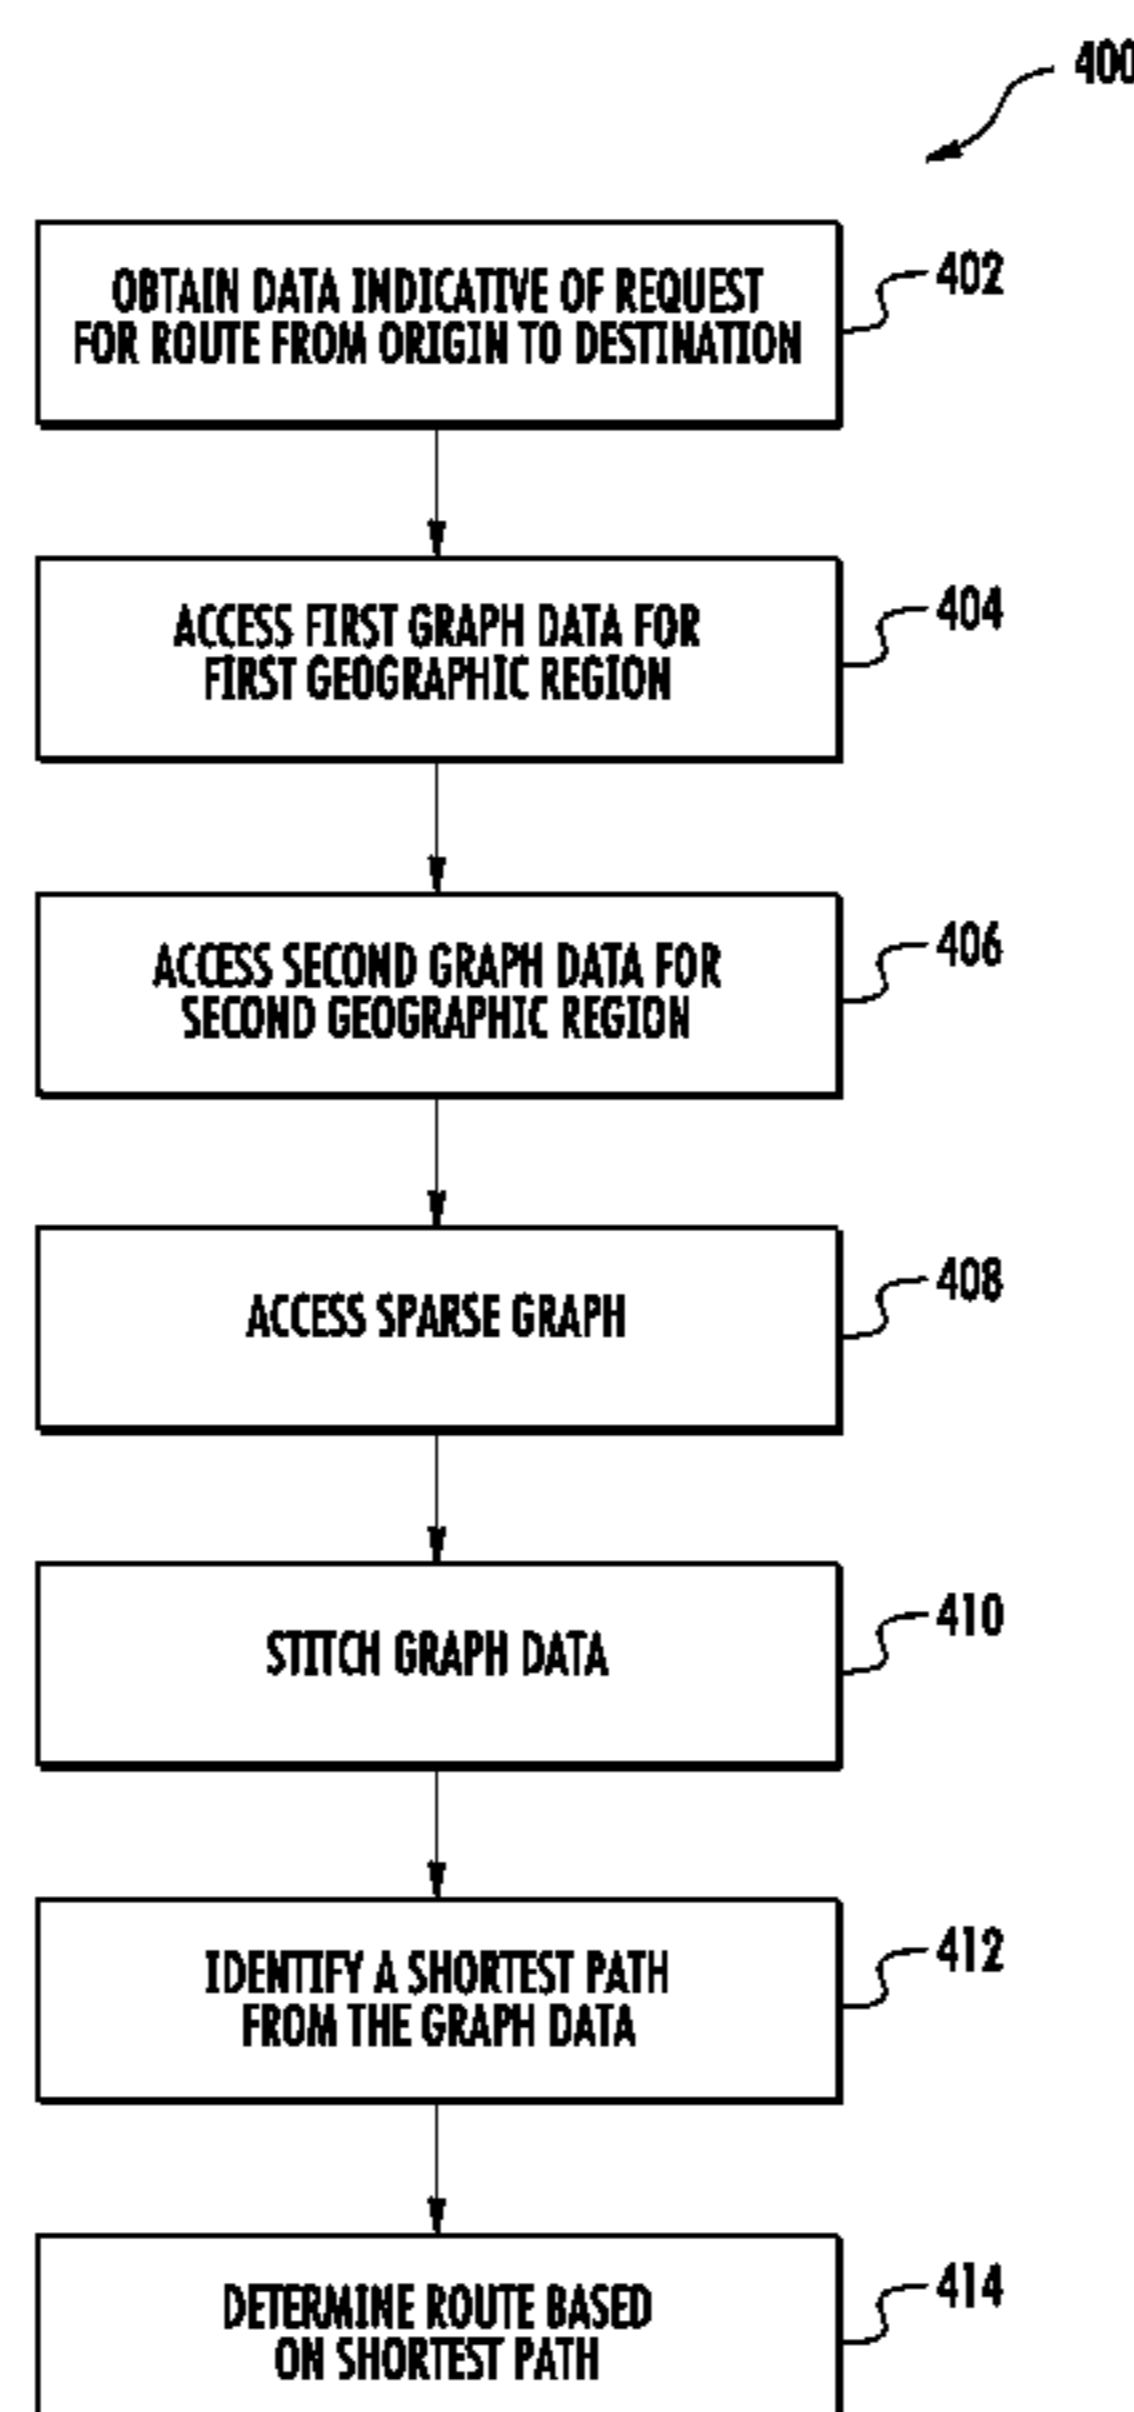 400
OBTAIN DATA INDICATIVE OF REQUEST
FOR ROUTE FROM ORIGIN TO DESTINATION
402
ACCESS FIRST GRAPH DATA FOR
FIRST GEOGRAPHIC REGION
404
ACCESS SECOND GRAPH DATA FOR
SECOND GEOGRAPHIC REGION
406
ACCESS SPARSE GRAPH
408
STITCH GRAPH DATA
410
IDENTIFY A SHORTEST PATH
FROM THE GRAPH DATA
412
DETERMINE ROUTE BASED
ON SHORTEST PATH
414